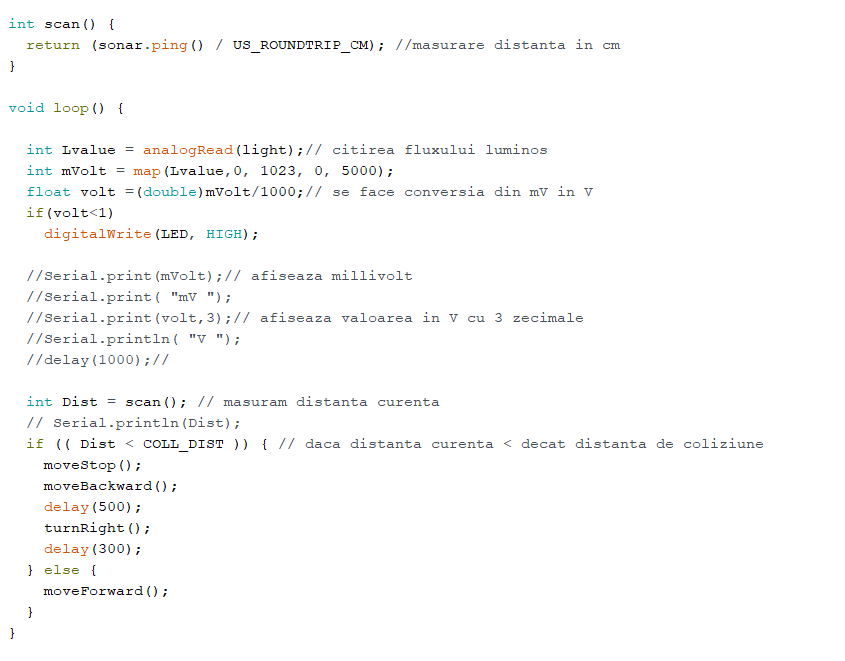 int scan() {
  return (sonar.ping() / US_ROUNDTRIP_CM); //masurare distanta in cm
}

void loop() {

  int Lvalue = analogRead(light);// citirea fluxului luminos
  int mVolt = map(Lvalue,0, 1023, 0, 5000);
  float volt =(double)mVolt/1000;// se face conversia din mV in V
  if(volt<1)
    digitalWrite(LED, HIGH);

  //Serial.print(mVolt);// afiseaza millivolt
  //Serial.print( "mV ");
  //Serial.print(volt,3);// afiseaza valoarea in V cu 3 zecimale
  //Serial.println( "V ");
  //delay(1000);//

  int Dist = scan(); // masuram distanta curenta
  // Serial.println(Dist);
  if (( Dist < COLL_DIST )) { // daca distanta curenta < decat distanta de coliziune
    moveStop();
    moveBackward();
    delay(500);
    turnRight();
    delay(300);
  } else {
    moveForward();
  }
}